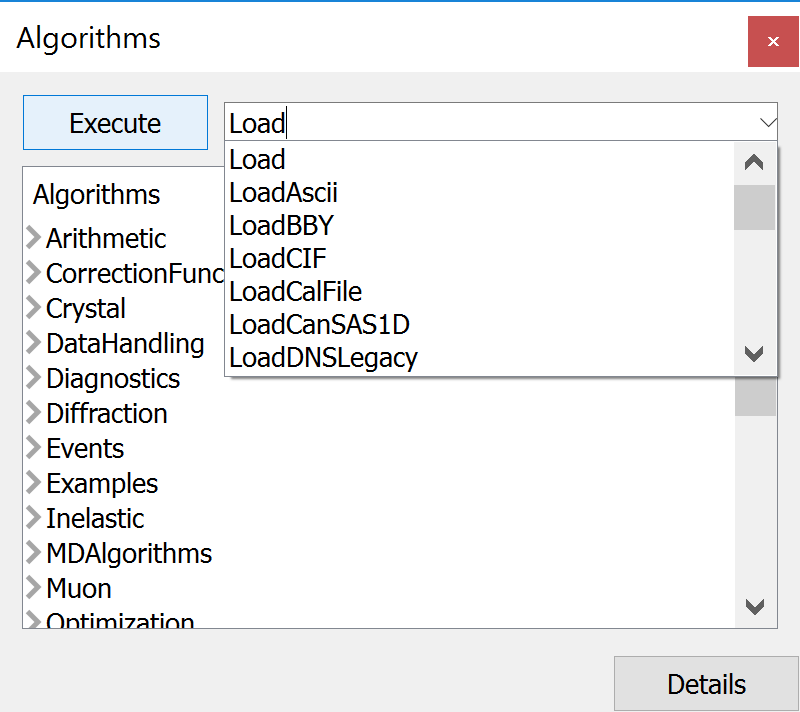 Algorithms
Execute
Load
Load
LoadAscii
LoadBBY
LoadCIF
LoadCalFile
LoadCanSAS1D
LoadDNSLegacy
Algorithms
Arithmetic
CorrectionFunc
Crystal
DataHandling
Diagnostics
Diffraction
Events
Examples
Inelastic
MDAlgorithms
Muon
Optimization
Details